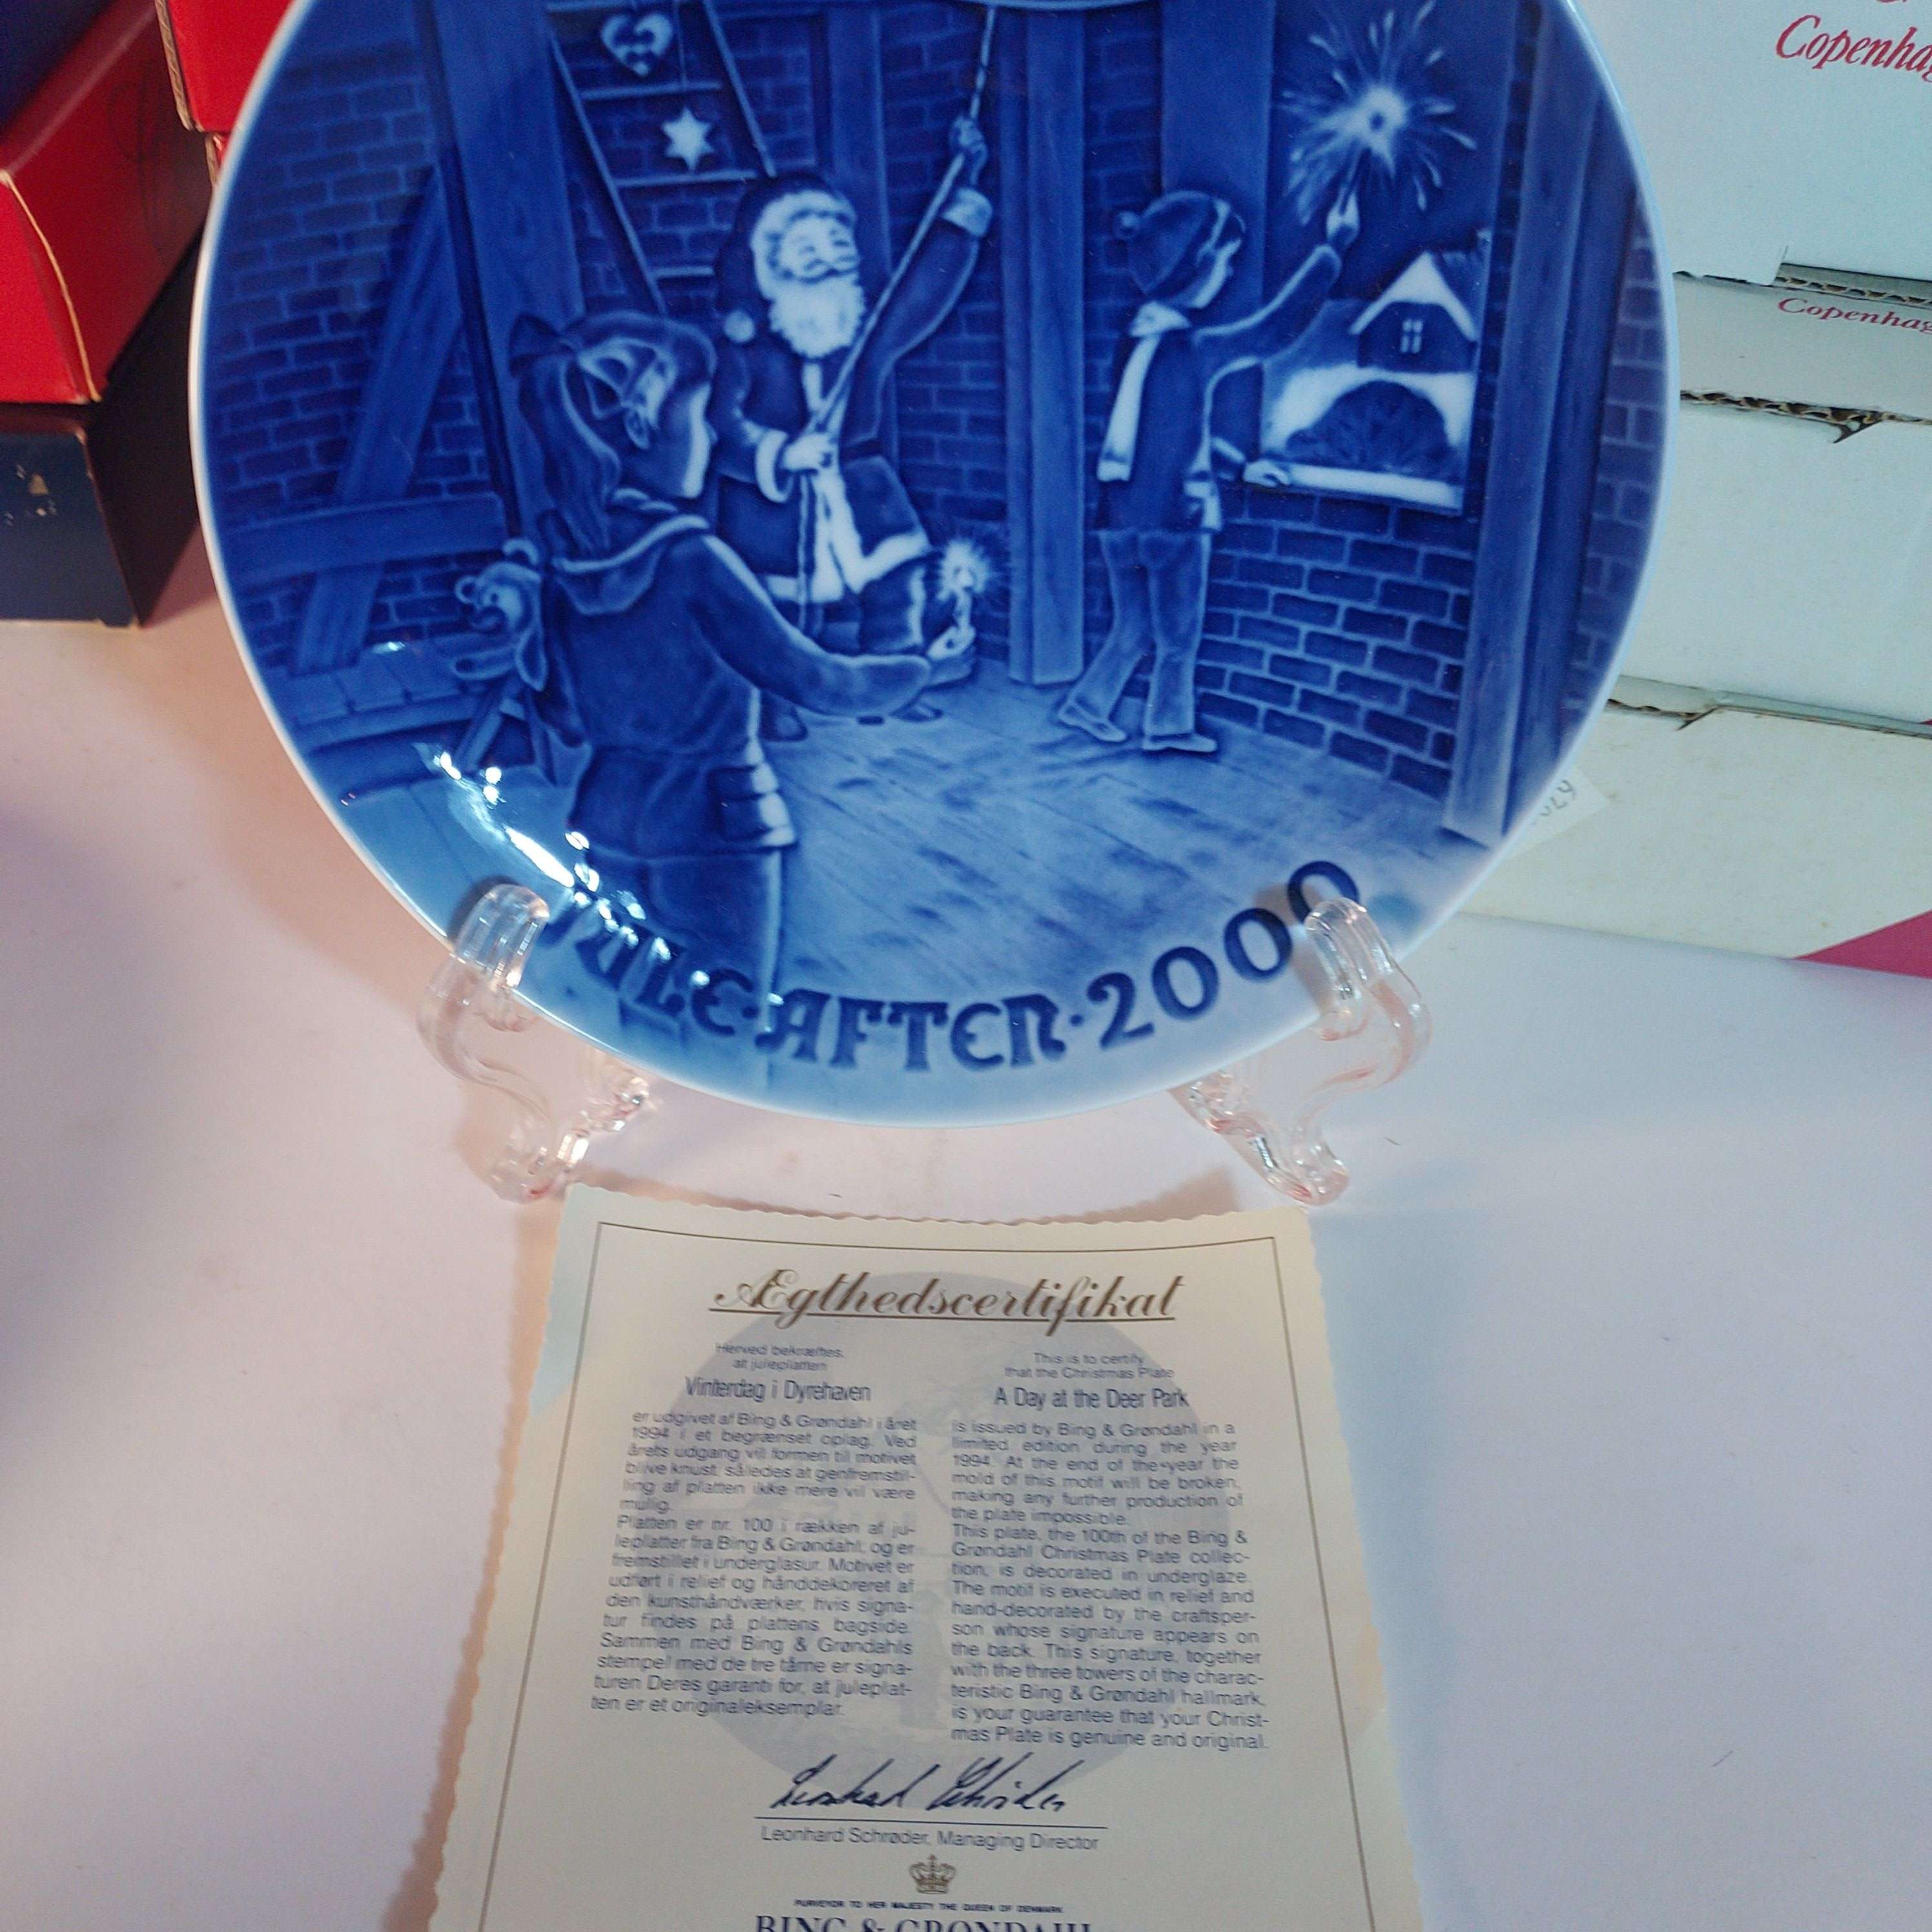 Copenha
Copenhag
JULE·AFTEN·2000
Ægthedscertifikat
Herved bekræftes,
at juleplatten
Vinterdag i Dyrehaven
er udgivet af Bing & Grøndahl i året
1994 i et begrænset oplag. Ved
årets udgang vil formen til motivet
blive knust, således at genfremstil-
ling af platten ikke mere vil være
mulig.
Platten er nr. 100 i rækken af ju-
leplatter fra Bing & Grøndahl, og er
fremstillet i underglasur. Motivet er
udført i relief og hånddekoreret af
den kunsthåndværker, hvis signa-
tur findes på plattens bagside.
Sammen med Bing & Grøndahls
stempel med de tre tårne er signa-
turen Deres garanti for, at juleplat-
ten er et originaleksemplar.
This is to certify
that the Christmas Plate
A Day at the Deer Park
is issued by Bing & Grøndahl in a
limited edition during the year
1994. At the end of the year the
mold of this motif will be broken,
making any further production of
the plate impossible.
This plate, the 100th of the Bing &
Grøndahl Christmas Plate collec-
tion, is decorated in underglaze.
The motif is executed in relief and
hand-decorated by the craftsper-
son whose signature appears on
the back. This signature, together
with the three towers of the charac-
teristic Bing & Grøndahl hallmark,
is your guarantee that your Christ-
mas Plate is genuine and original.
Leonhard Schrøder
Leonhard Schrøder, Managing Director
PURVEYOR TO HER MAJESTY THE QUEEN OF DENMARK
BING & GRØNDAHL